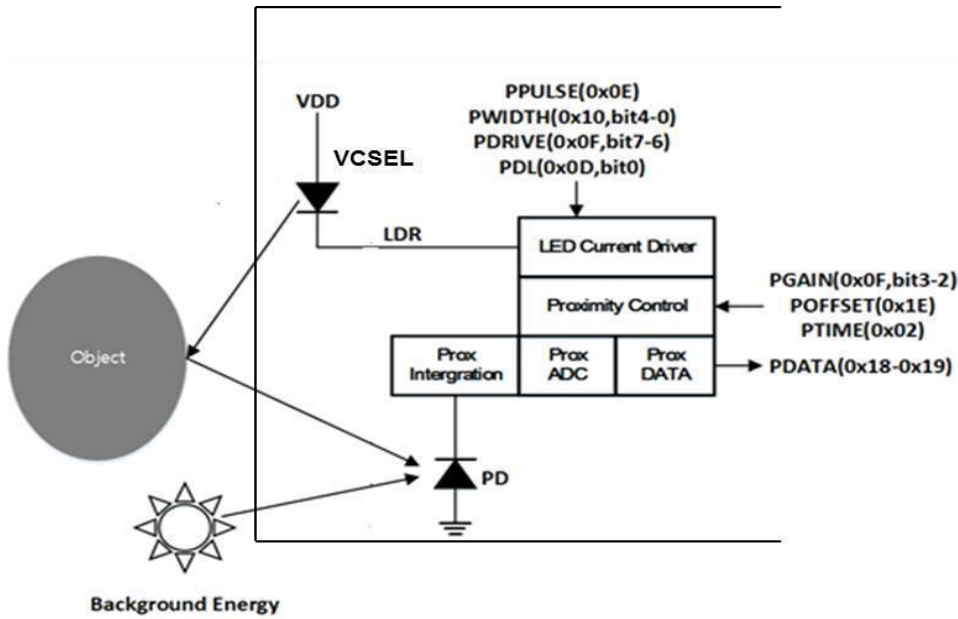 PPULSE(0x0E)
PWIDTH(0x10,bit4-0)
PDRIVE(0x0F,bit7-6)
PDL(0x0D,bit0)
VDD
VCSEL
LDR
LED Current Driver
Proximity Control
PGAIN(0x0F,bit3-2)
POFFSET(0x1E)
PTIME(0x02)
Object
Prox
Intergration
Prox
ADC
Prox
DATA
PDATA(0x18-0x19)
PD
Background Energy